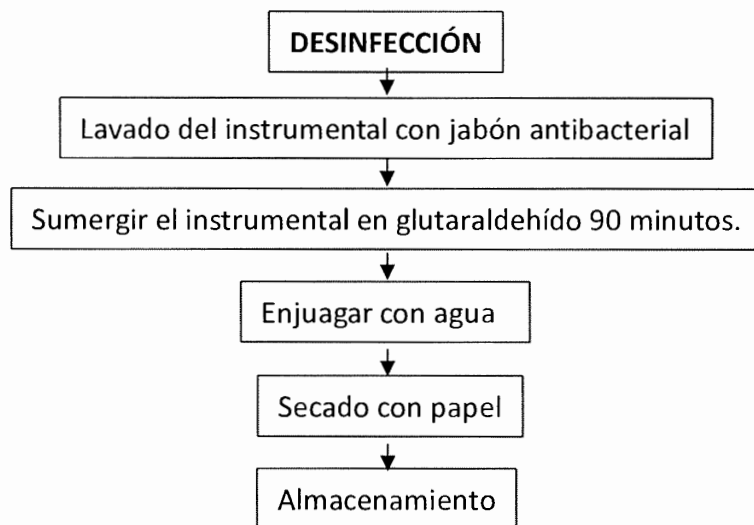 DESINFECCIÓN
Lavado del instrumental con jabón antibacterial
Sumergir el instrumental en glutaraldehído 90 minutos.
Enjuagar con agua
Secado con papel
Almacenamiento